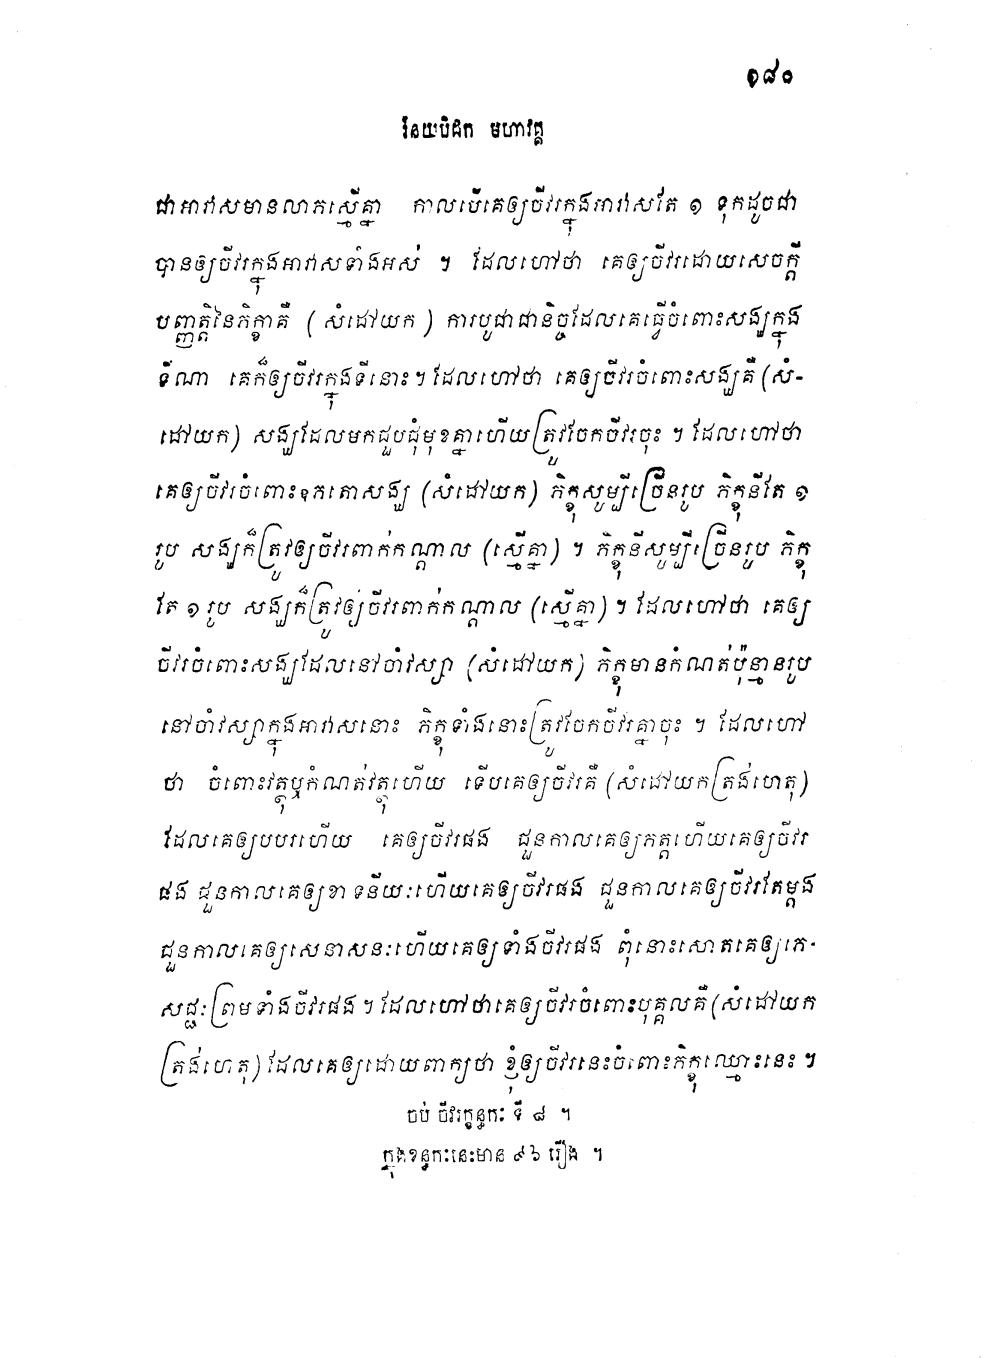 ១៨០
វិនយបិដក មហាវគ្គ
ជាអាវាសមានលាភស្មើគ្នា កាលបើគេឲ្យចីវរក្នុងអាវាសតែ ១ ទុកដូចជា
បានឲ្យចីវរក្នុងអាវាសទាំងអស់ ។ ដែលហៅថា គេឲ្យចីវរដោយសេចក្តី
បញ្ញត្តិនៃភិក្ខាគឺ (សំដៅយក) ការបូជាជានិច្ចដែលគេធ្វើចំពោះសង្ឃក្នុង
ទីណា គេក៏ឲ្យចីវរក្នុងទីនោះ ។ ដែលហៅថា គេឲ្យចីវរចំពោះសង្ឃគឺ (សំ-
ដៅយក) សង្ឃដែលមកជួបជុំមុខគ្នាហើយត្រូវចែកចីវរចុះ ។ ដែលហៅថា
គេឲ្យចីវរចំពោះឧភតោសង្ឃ (សំដៅយក) ភិក្ខុសូម្បីច្រើនរូប ភិក្ខុនីតែ ១
រូប សង្ឃក៏ត្រូវឲ្យចីវរពាក់កណ្តាល (ស្មើគ្នា) ។ ភិក្ខុនីសូម្បីច្រើនរូប ភិក្ខុ
តែ ១ រូប សង្ឃក៏ត្រូវឲ្យចីវរពាក់កណ្តាល (ស្មើគ្នា) ។ ដែលហៅថា គេឲ្យ
ចីវរចំពោះសង្ឃដែលនៅចាំវស្សា (សំដៅយក) ភិក្ខុមានកំណត់ប៉ុន្មានរូប
នៅចាំវស្សាក្នុងអាវាសនោះ ភិក្ខុទាំងនោះត្រូវចែកចីវរគ្នាចុះ ។ ដែលហៅ
ថា ចំពោះវត្ថុឬកំណត់វត្ថុហើយ ទើបគេឲ្យចីវរគឺ (សំដៅយកត្រង់ហេតុ)
ដែលគេឲ្យបបរហើយ គេឲ្យចីវរផង ជួនកាលគេឲ្យភត្តហើយគេឲ្យចីវរ
ផង ជួនកាលគេឲ្យខាទនីយៈហើយគេឲ្យចីវរផង ជួនកាលគេឲ្យចីវរតែម្តង
ជួនកាលគេឲ្យសេនាសនៈហើយគេឲ្យទាំងចីវរផង ពុំនោះសោតគេឲ្យភេ-
សជ្ជៈព្រមទាំងចីវរផង ។ ដែលហៅថាគេឲ្យចីវរចំពោះបុគ្គលគឺ (សំដៅយក
ត្រង់ហេតុ) ដែលគេឲ្យដោយពាក្យថា ខ្ញុំឲ្យចីវរនេះចំពោះភិក្ខុឈ្មោះនេះ ។
ចប់ ចីវរក្ខន្ធកៈ ទី ៨ ។
ក្នុងខន្ធកៈនេះមាន ៩៦ រឿង ។